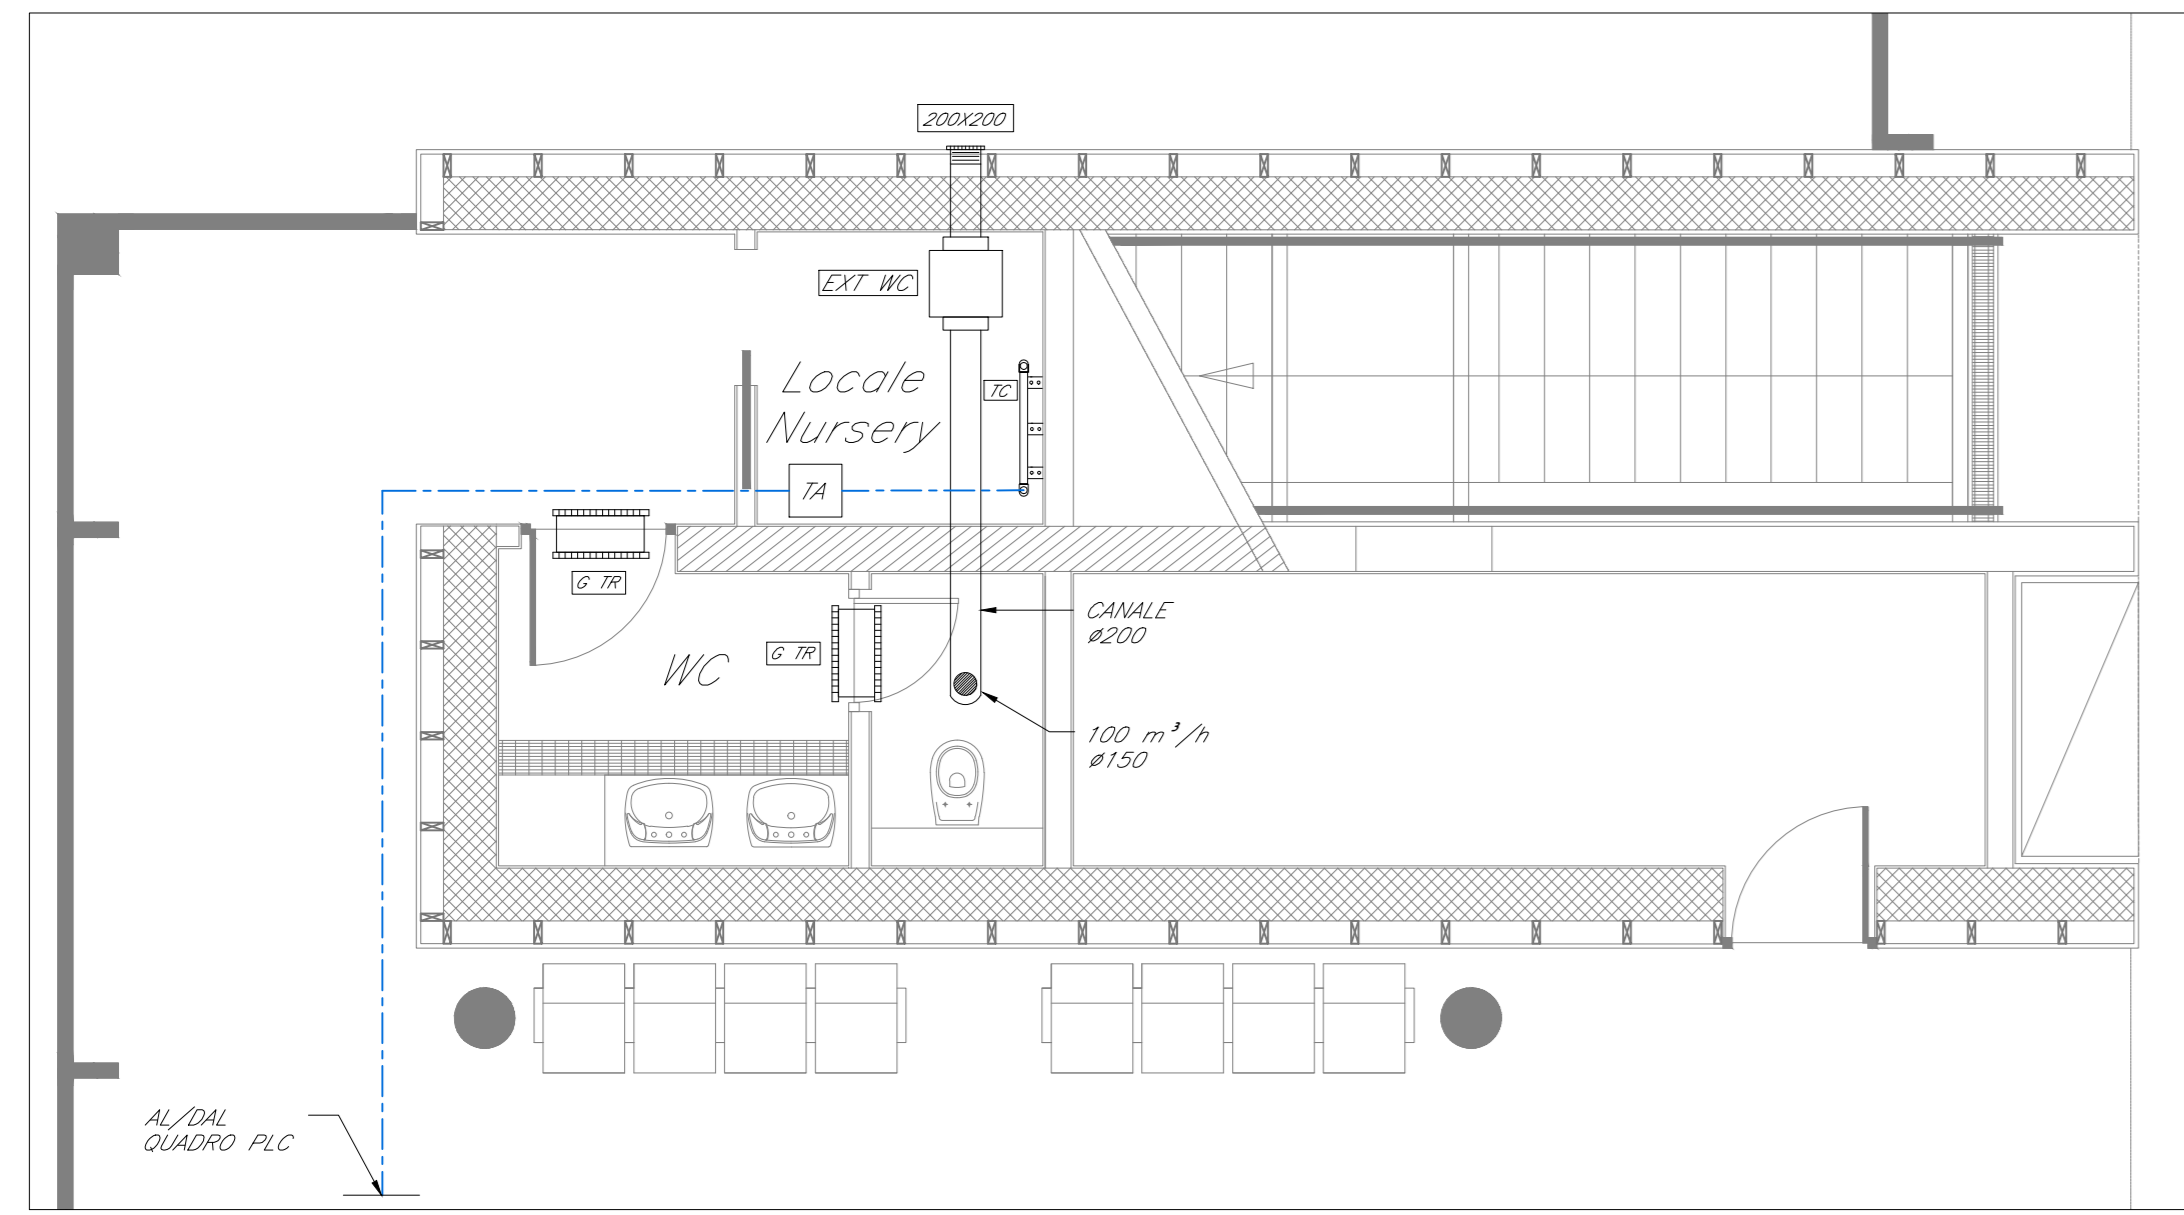 200X200
EXT WC
Locale
Nursery
TC
TA
G TR
G TR
WC
CANALE
ø200
100 m³/h
ø150
AL/DAL
QUADRO PLC